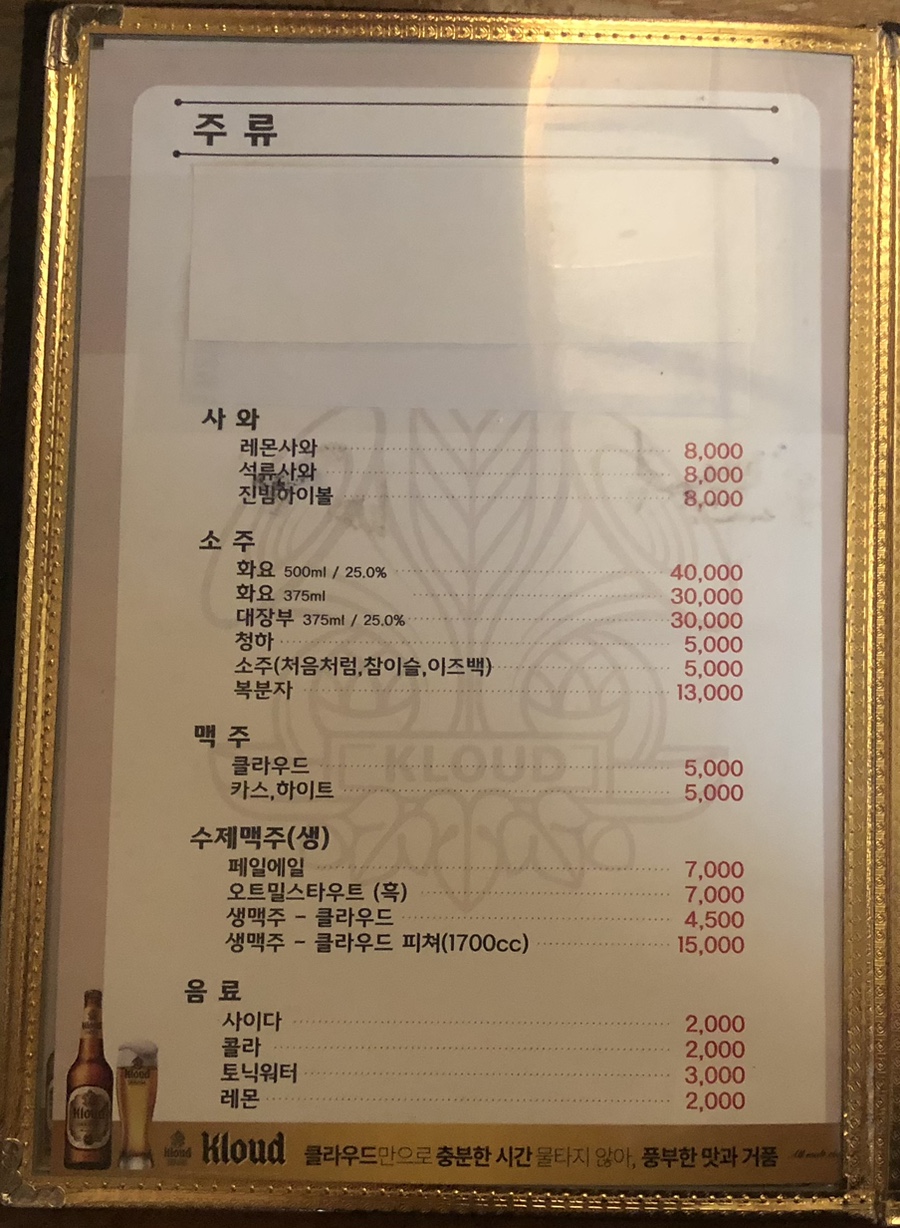 주 류
사 와
레몬사와 8,000
석류사와 8,000
진빔하이볼 8,000
소 주
화요 500ml / 25.0% 40,000
화요 375ml 30,000
대장부 375ml / 25.0% 30,000
청하 5,000
소주(처음처럼,참이슬,이즈백) 5,000
복분자 13,000
맥 주
클라우드 5,000
카스,하이트 5,000
KLOUD
수제맥주(생)
페일에일 7,000
오트밀스타우트 (흑) 7,000
생맥주 - 클라우드 4,500
생맥주 - 클라우드 피쳐(1700cc) 15,000
음 료
사이다 2,000
콜라 2,000
토닉워터 3,000
레몬 2,000
Kloud
Kloud
Kloud 클라우드만으로 충분한 시간 물타지 않아, 풍부한 맛과 거품